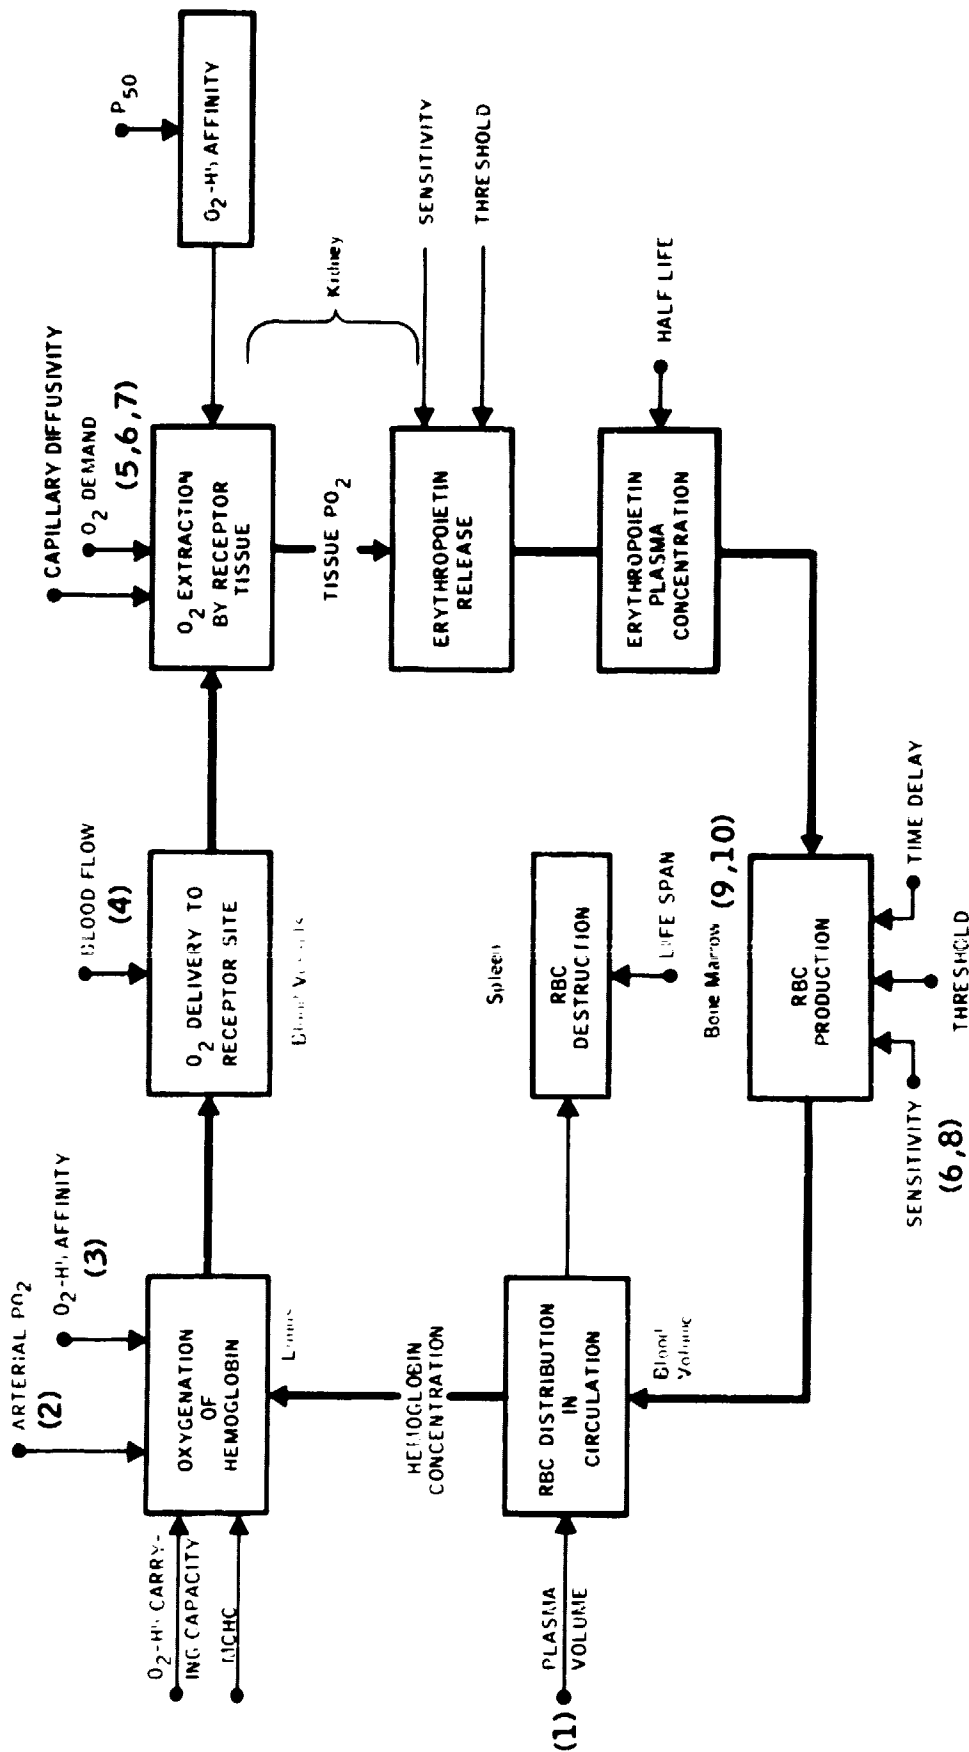 ARTERIAL PO2
(2)
O2-Hb AFFINITY
(3)
O2-Hb CARRY-
ING CAPACITY
MCHC
OXYGENATION
OF
HEMOGLOBIN
BLOOD FLOW
(4)
O2 DELIVERY TO
RECEPTOR SITE
CAPILLARY DIFFUSIVITY
O2 DEMAND
(5,6,7)
O2 EXTRACTION
BY RECEPTOR
TISSUE
P50
O2-Hb AFFINITY
Kidney
TISSUE PO2
SENSITIVITY
THRESHOLD
ERYTHROPOIETIN
RELEASE
HEMOGLOBIN
CONCENTRATION
HALF LIFE
ERYTHROPOIETIN
PLASMA
CONCENTRATION
(1)
PLASMA
VOLUME
RBC DISTRIBUTION
IN
CIRCULATION
Blood
Volume
Spleen
RBC
DESTRUCTION
LIFE SPAN
Bone Marrow (9,10)
RBC
PRODUCTION
SENSITIVITY
(6,8)
THRESHOLD
TIME DELAY